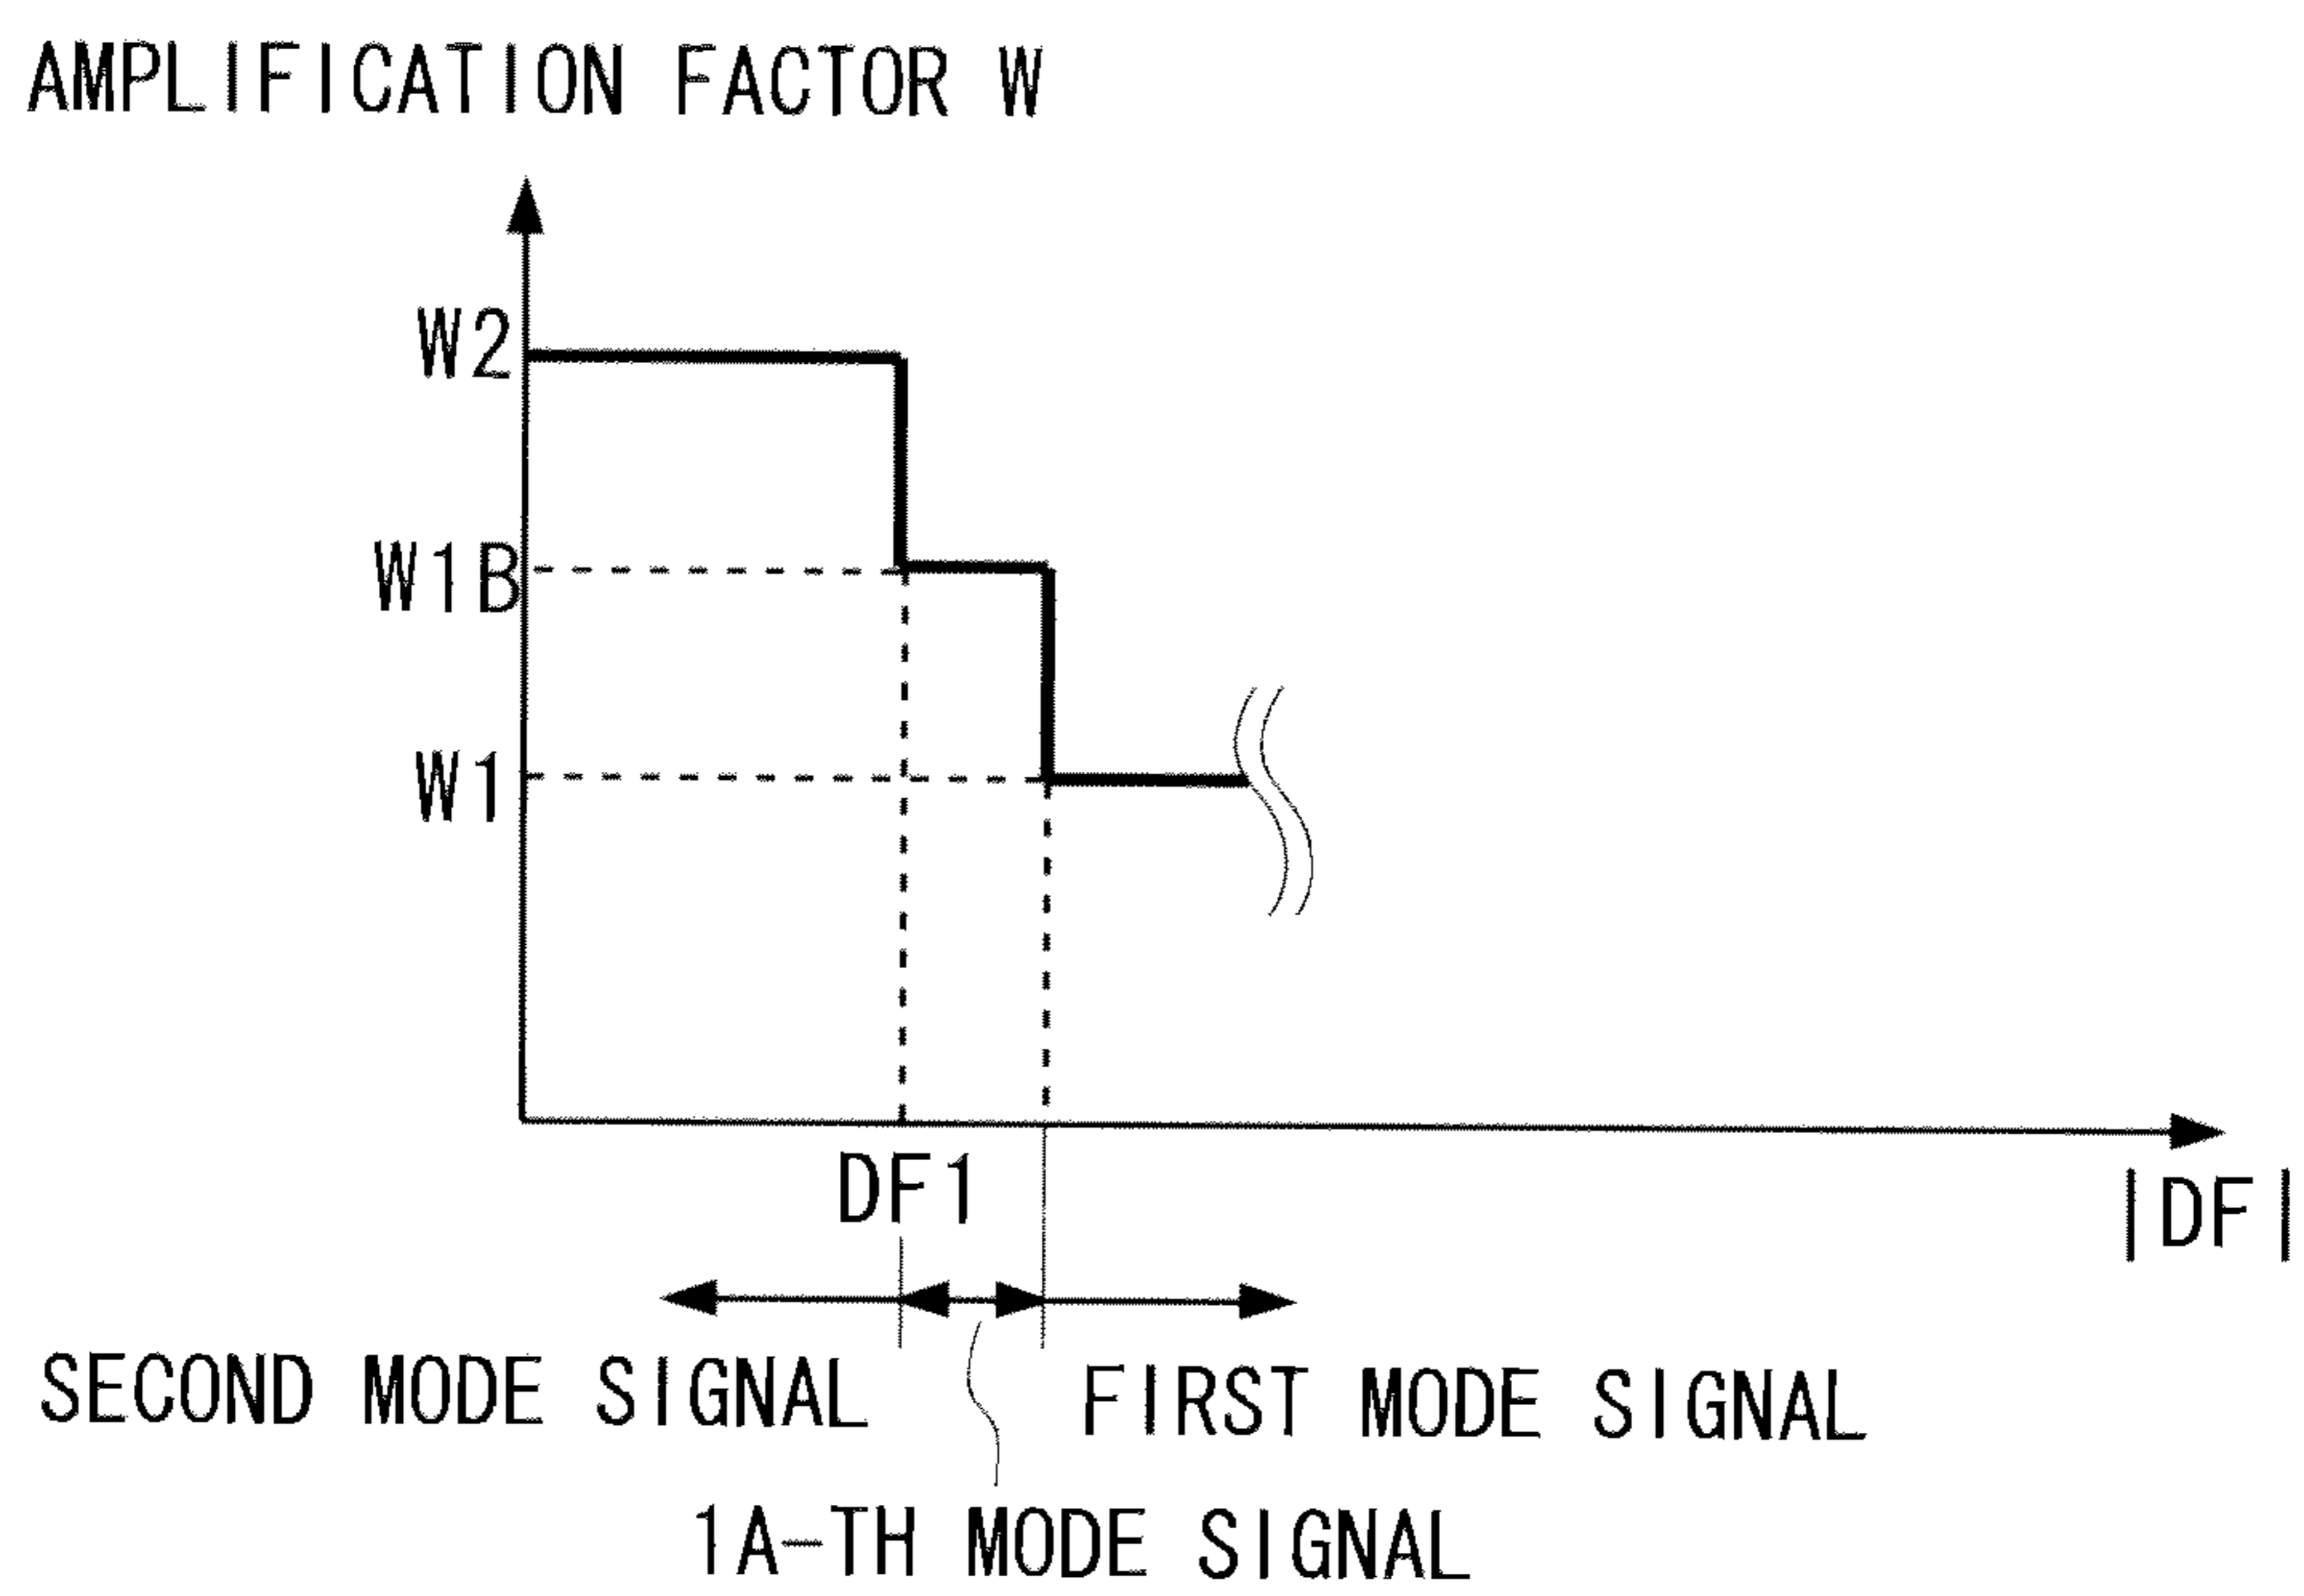 AMPLIFICATION FACTOR W
W2
W1B
W1
DF1
|DF|
SECOND MODE SIGNAL
FIRST MODE SIGNAL
1A-TH MODE SIGNAL